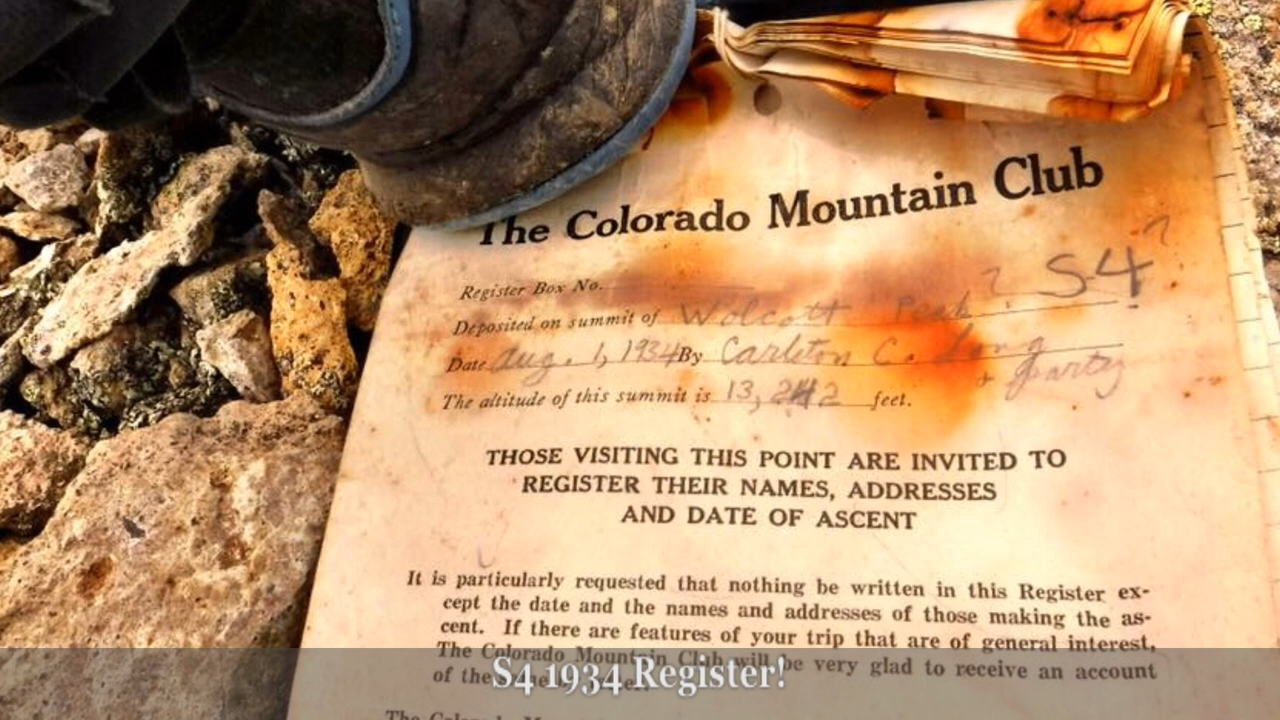 The Colorado Mountain Club
Register Box No.
Deposited on summit of Wolcott Peak ? S4 ?
Date Aug. 1, 1934 By Carleton C. Long
+ party
The altitude of this summit is 13,242 feet.
THOSE VISITING THIS POINT ARE INVITED TO
REGISTER THEIR NAMES, ADDRESSES
AND DATE OF ASCENT
It is particularly requested that nothing be written in this Register ex-
cept the date and the names and addresses of those making the as-
cent. If there are features of your trip that are of general interest,
The Colorado Mountain Club will be very glad to receive an account
of the
S4 1934 Register!
The Colorado